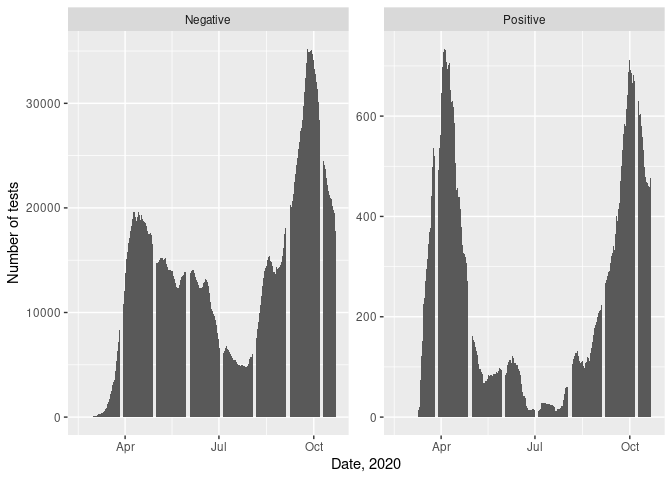 Negative
Positive
Number of tests
30000
20000
10000
0
600
400
200
0
Apr
Jul
Oct
Apr
Jul
Oct
Date, 2020